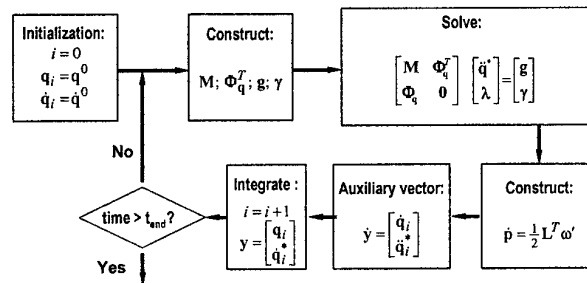 Initialization:
i = 0
q_i = q^0
q̇_i = q̇^0
Construct:
M; Φ_q^T; g; γ
Solve:
[M Φ_q^T; Φ_q 0] [q̈^*; λ] = [g; γ]
Construct:
ṗ = ½ L^T ω′
Auxiliary vector:
ẏ = [q̇_i; q̈_i^*]
Integrate :
i = i+1
y = [q_i; q̇_i^*]
time > t_end?
No
Yes